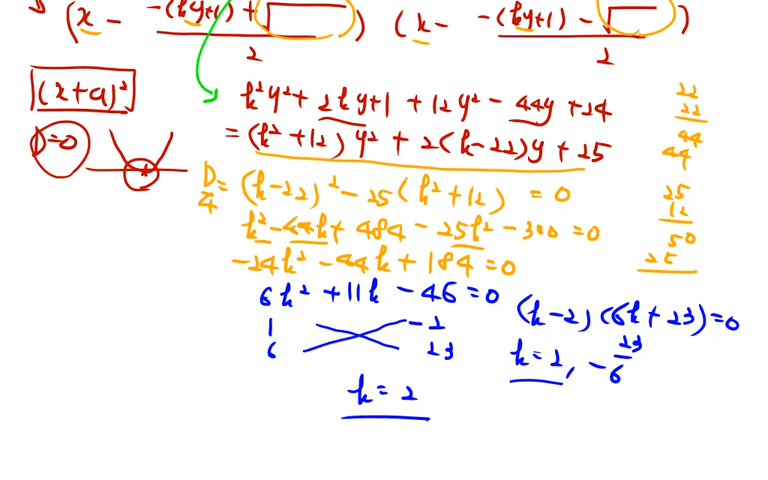 (x - -(ky+1) + √ / 2) (x - -(ky+1) - √ / 2)
(x+a)²
D=0
k²y² + 2ky+1 + 12y² - 44y + 24
= (k²+12)y² + 2(k-22)y + 25
D/4 = (k-22)² - 25(k²+12) = 0
k² - 44k + 484 - 25k² - 300 = 0
-24k² - 44k + 184 = 0
6k² + 11k - 46 = 0
1 -2
6 23
(k-2)(6k+23)=0
k=2, -23/6
k = 2
22
22
44
44
25
12
50
25